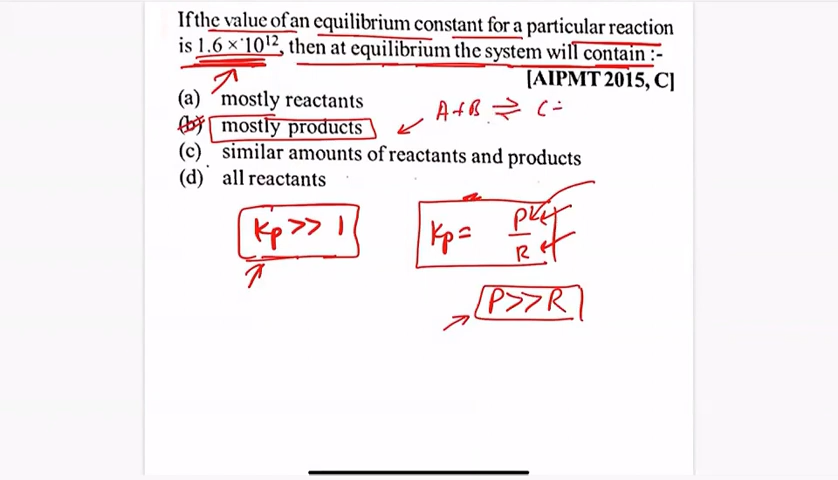 If the value of an equilibrium constant for a particular reaction
is 1.6 × 10¹², then at equilibrium the system will contain :-
[AIPMT 2015, C]
(a) mostly reactants
A+B ⇌ C
(b) mostly products
(c) similar amounts of reactants and products
(d) all reactants
Kp >> 1
Kp = P/R
P>>R